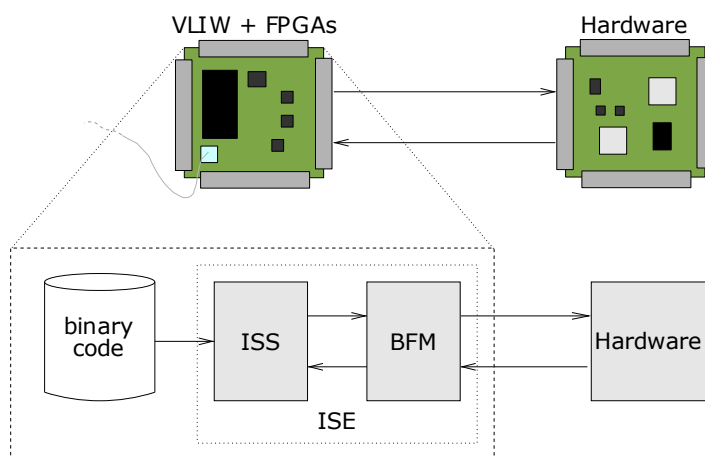 VLIW + FPGAs
Hardware
binary
code
ISS
BFM
Hardware
ISE